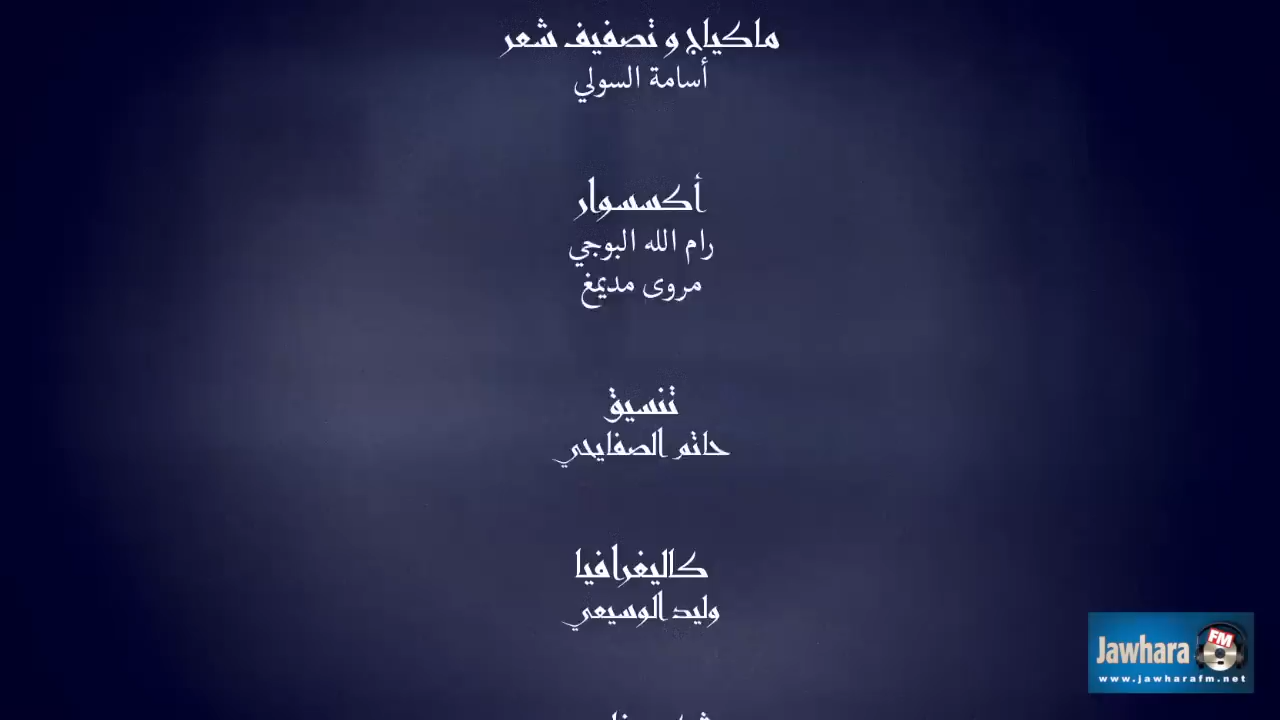 ماكياج و تصفيف شعر
أسامة السولي
أكسسوار
رام الله البوجي
مروى مديمغ
تنسيق
حاتم الصفايحي
كاليغرافيا
وليد الوسيعي
Jawhara FM
www.jawharafm.net